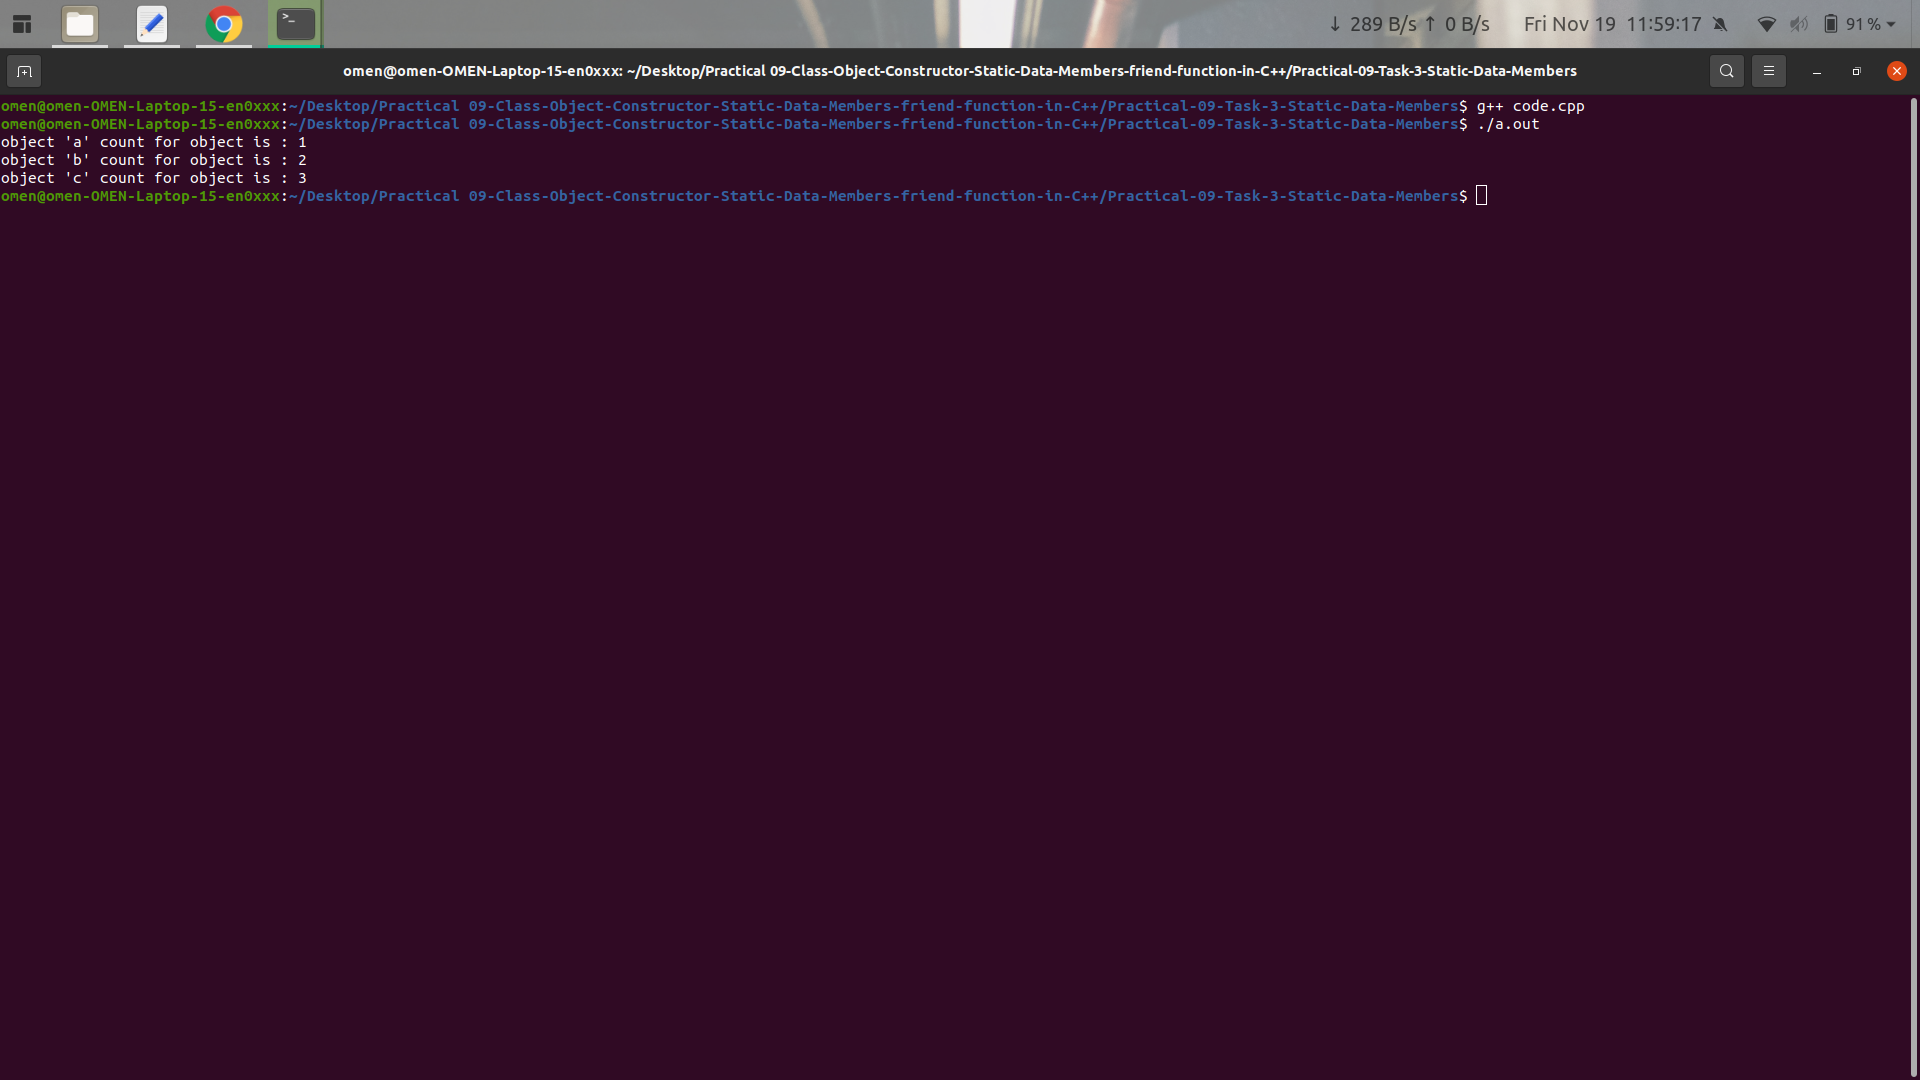 ↓ 289 B/s ↑ 0 B/s Fri Nov 19 11:59:17 91 %
omen@omen-OMEN-Laptop-15-en0xxx: ~/Desktop/Practical 09-Class-Object-Constructor-Static-Data-Members-friend-function-in-C++/Practical-09-Task-3-Static-Data-Members
omen@omen-OMEN-Laptop-15-en0xxx:~/Desktop/Practical 09-Class-Object-Constructor-Static-Data-Members-friend-function-in-C++/Practical-09-Task-3-Static-Data-Members$ g++ code.cpp
omen@omen-OMEN-Laptop-15-en0xxx:~/Desktop/Practical 09-Class-Object-Constructor-Static-Data-Members-friend-function-in-C++/Practical-09-Task-3-Static-Data-Members$ ./a.out
object 'a' count for object is : 1
object 'b' count for object is : 2
object 'c' count for object is : 3
omen@omen-OMEN-Laptop-15-en0xxx:~/Desktop/Practical 09-Class-Object-Constructor-Static-Data-Members-friend-function-in-C++/Practical-09-Task-3-Static-Data-Members$